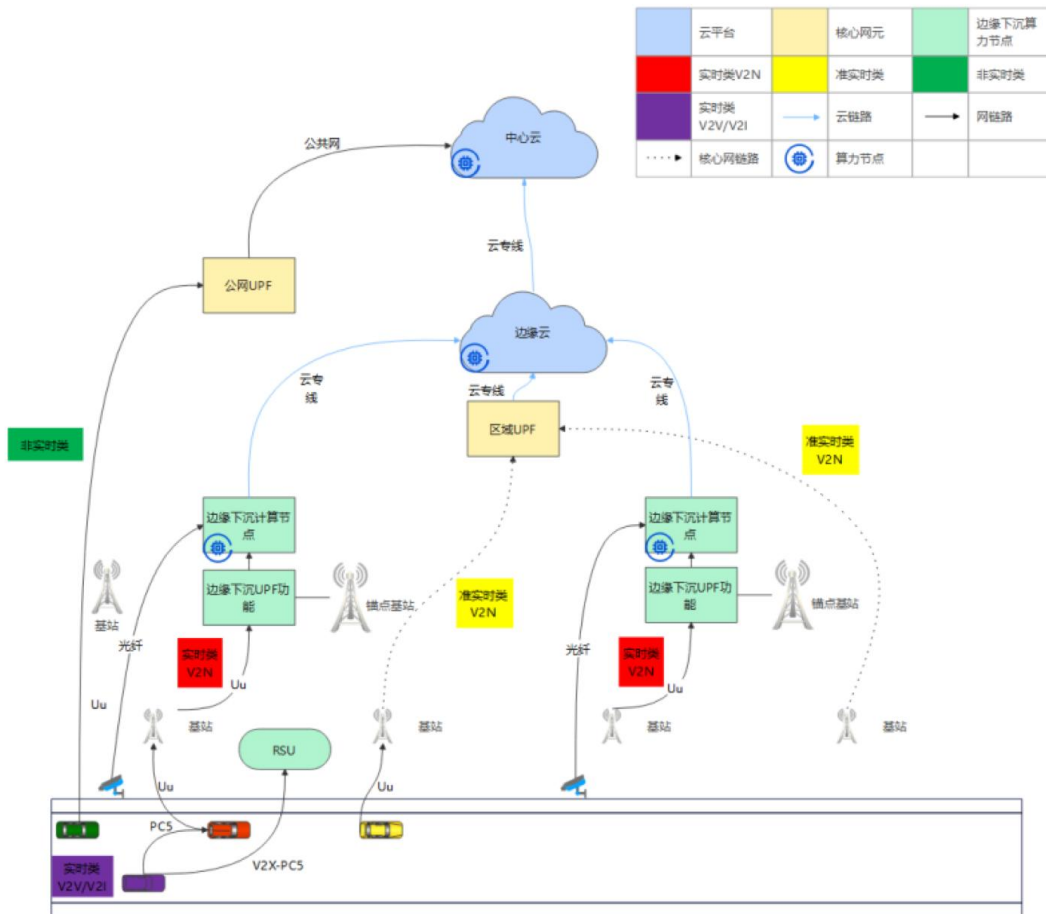 云平台
核心网元
边缘下沉算
力节点
实时类V2N
准实时类
非实时类
实时类
V2V/V2I
云链路
网链路
核心网链路
算力节点
中心云
公共网
云专线
公网UPF
边缘云
云专
线
云专线
云专
线
区域UPF
非实时类
准实时类
V2N
边缘下沉计算节
点
边缘下沉计算节
点
边缘下沉UPF功
能
锚点基站
准实时类
V2N
边缘下沉UPF功
能
锚点基站
基站
光纤
实时类
V2N
Uu
光纤
实时类
V2N
Uu
Uu
基站
基站
基站
基站
RSU
Uu
Uu
PC5
V2X-PC5
实时类
V2V/V2I